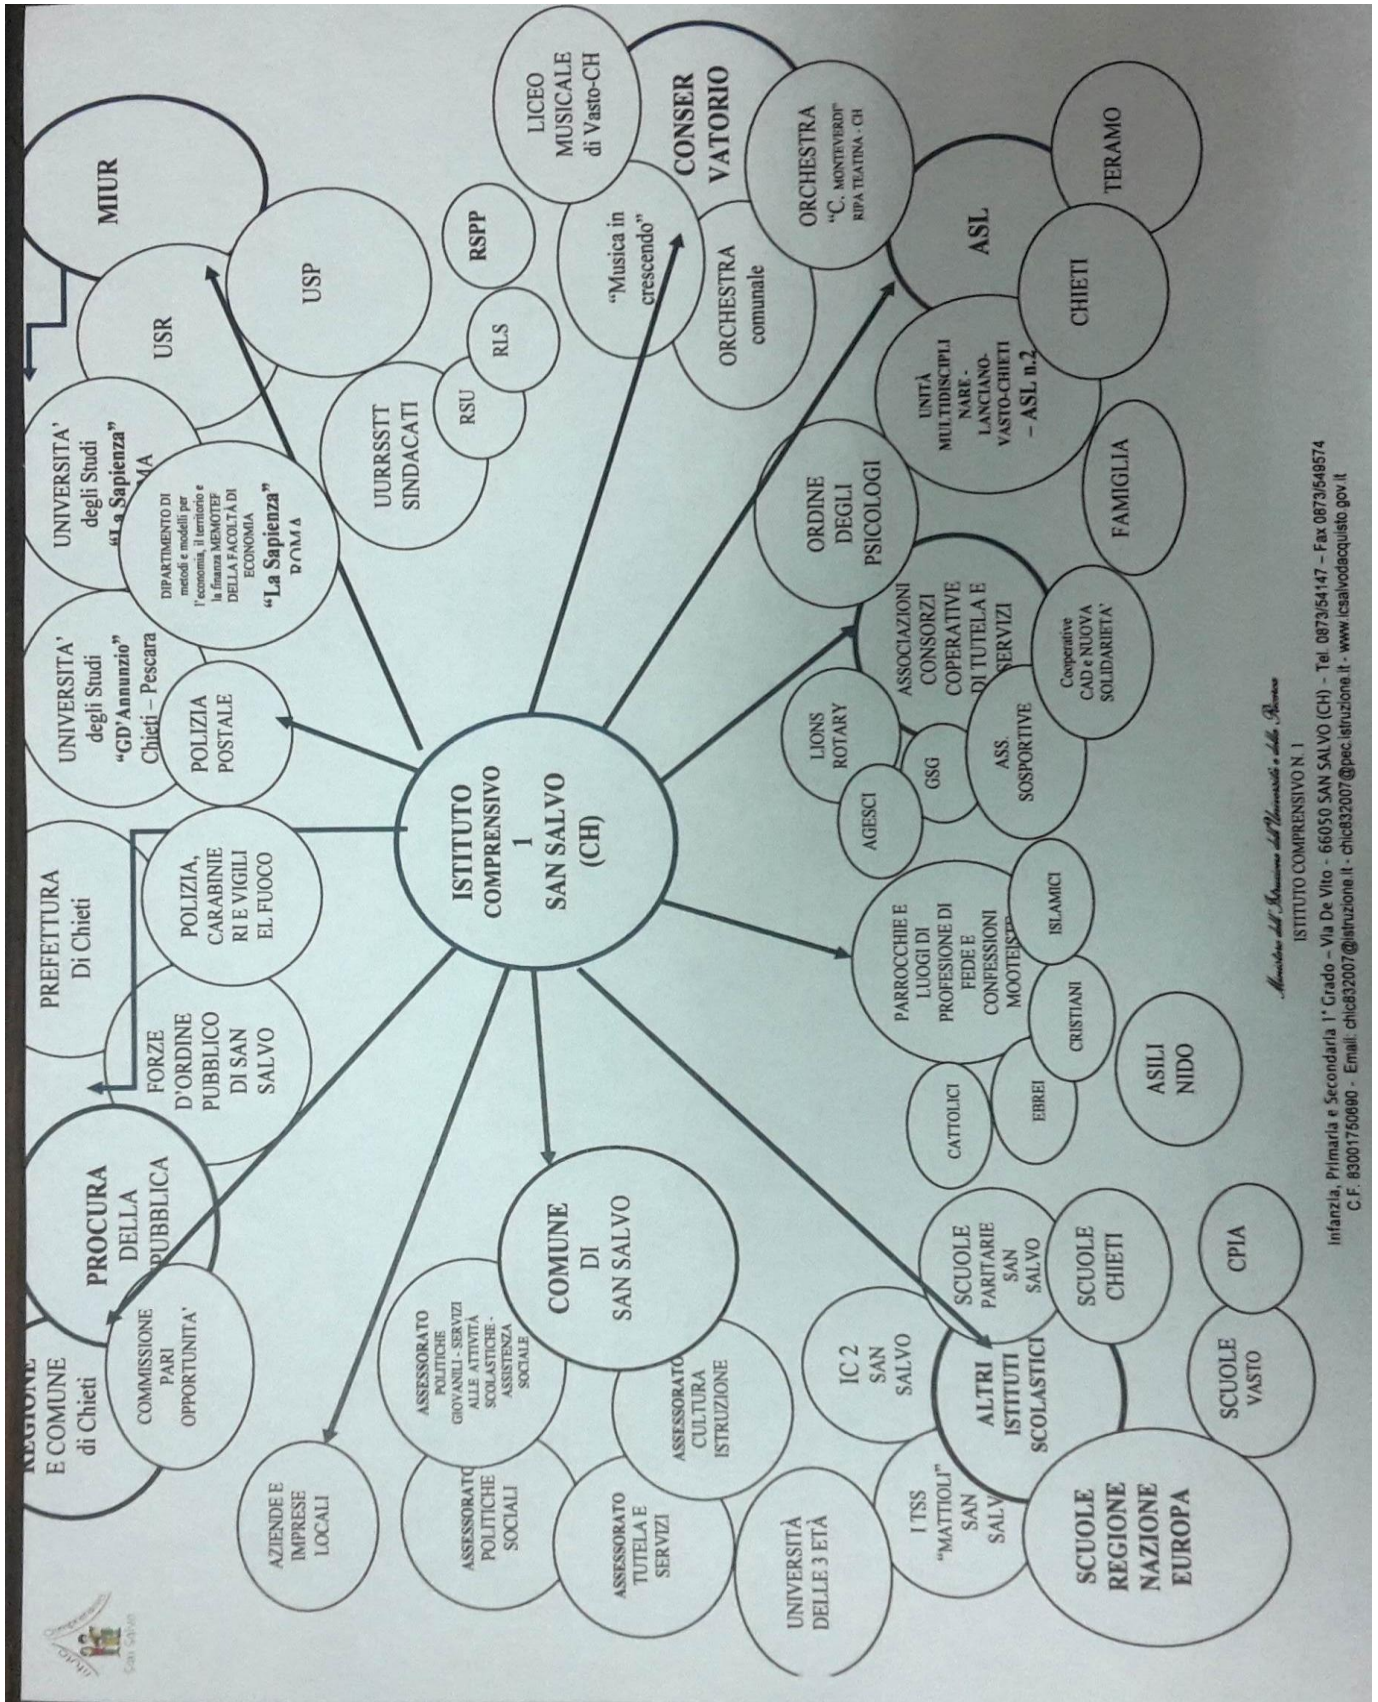 REGIONE
E COMUNE
di Chieti
PROCURA
DELLA
PUBBLICA
COMMISSIONE
PARI
OPPORTUNITA'
PREFETTURA
Di Chieti
FORZE
D'ORDINE
PUBBLICO
DI SAN
SALVO
POLIZIA,
CARABINIE
RI E VIGILI
EL FUOCO
UNIVERSITA'
degli Studi
"GD'Annunzio"
Chieti – Pescara
POLIZIA
POSTALE
UNIVERSITA'
degli Studi
"La Sapienza"
MA
DIPARTIMENTO DI
metodi e modelli per
l'economia, il territorio e
la finanza MEMOTEF
DELLA FACOLTÀ DI
ECONOMIA
"La Sapienza"
ROMA
MIUR
USR
USP
UURRSSTT
SINDACATI
RSU
RLS
RSPP
AZIENDE E
IMPRESE
LOCALI
ASSESSORATO
POLITICHE
GIOVANILI - SERVIZI
ALLE ATTIVITÀ
SCOLASTICHE -
ASSISTENZA
SOCIALE
ASSESSORATO
POLITICHE
SOCIALI
COMUNE
DI
SAN SALVO
ASSESSORATO
CULTURA
ISTRUZIONE
ASSESSORATO
TUTELA E
SERVIZI
UNIVERSITÀ
DELLE 3 ETÀ
ISTITUTO
COMPRENSIVO
1
SAN SALVO
(CH)
LICEO
MUSICALE
di Vasto-CH
"Musica in
crescendo"
CONSER
VATORIO
ORCHESTRA
comunale
ORCHESTRA
"C. MONTEVERDI"
RIPA TEATINA - CH
ASL
TERAMO
CHIETI
UNITÀ
MULTIDISCIPLI
NARE -
LANCIANO-
VASTO-CHIETI
– ASL n.2
FAMIGLIA
ORDINE
DEGLI
PSICOLOGI
ASSOCIAZIONI
CONSORZI
COPERATIVE
DI TUTELA E
SERVIZI
Cooperative
CAD e NUOVA
SOLIDARIETA'
LIONS
ROTARY
AGESCI
GSG
ASS.
SOSPORTIVE
PARROCCHIE E
LUOGI DI
PROFESIONE DI
FEDE E
CONFESSIONI
MOOTEISTE
ISLAMICI
CRISTIANI
EBREI
CATTOLICI
ASILI
NIDO
IC 2
SAN
SALVO
SCUOLE
PARITARIE
SAN
SALVO
SCUOLE
CHIETI
ALTRI
ISTITUTI
SCOLASTICI
I TSS
"MATTIOLI"
SAN
SALV
SCUOLE
REGIONE
NAZIONE
EUROPA
SCUOLE
VASTO
CPIA
Ministero dell'Istruzione dell'Università e della Ricerca
ISTITUTO COMPRENSIVO N. 1
Infanzia, Primaria e Secondaria 1° Grado – Via De Vito - 66050 SAN SALVO (CH) – Tel. 0873/54147 – Fax 0873/549574
C.F. 83001750690 - Email: chic832007@istruzione.it - chic832007@pec.istruzione.it - www.icsalvodacquisto.gov.it